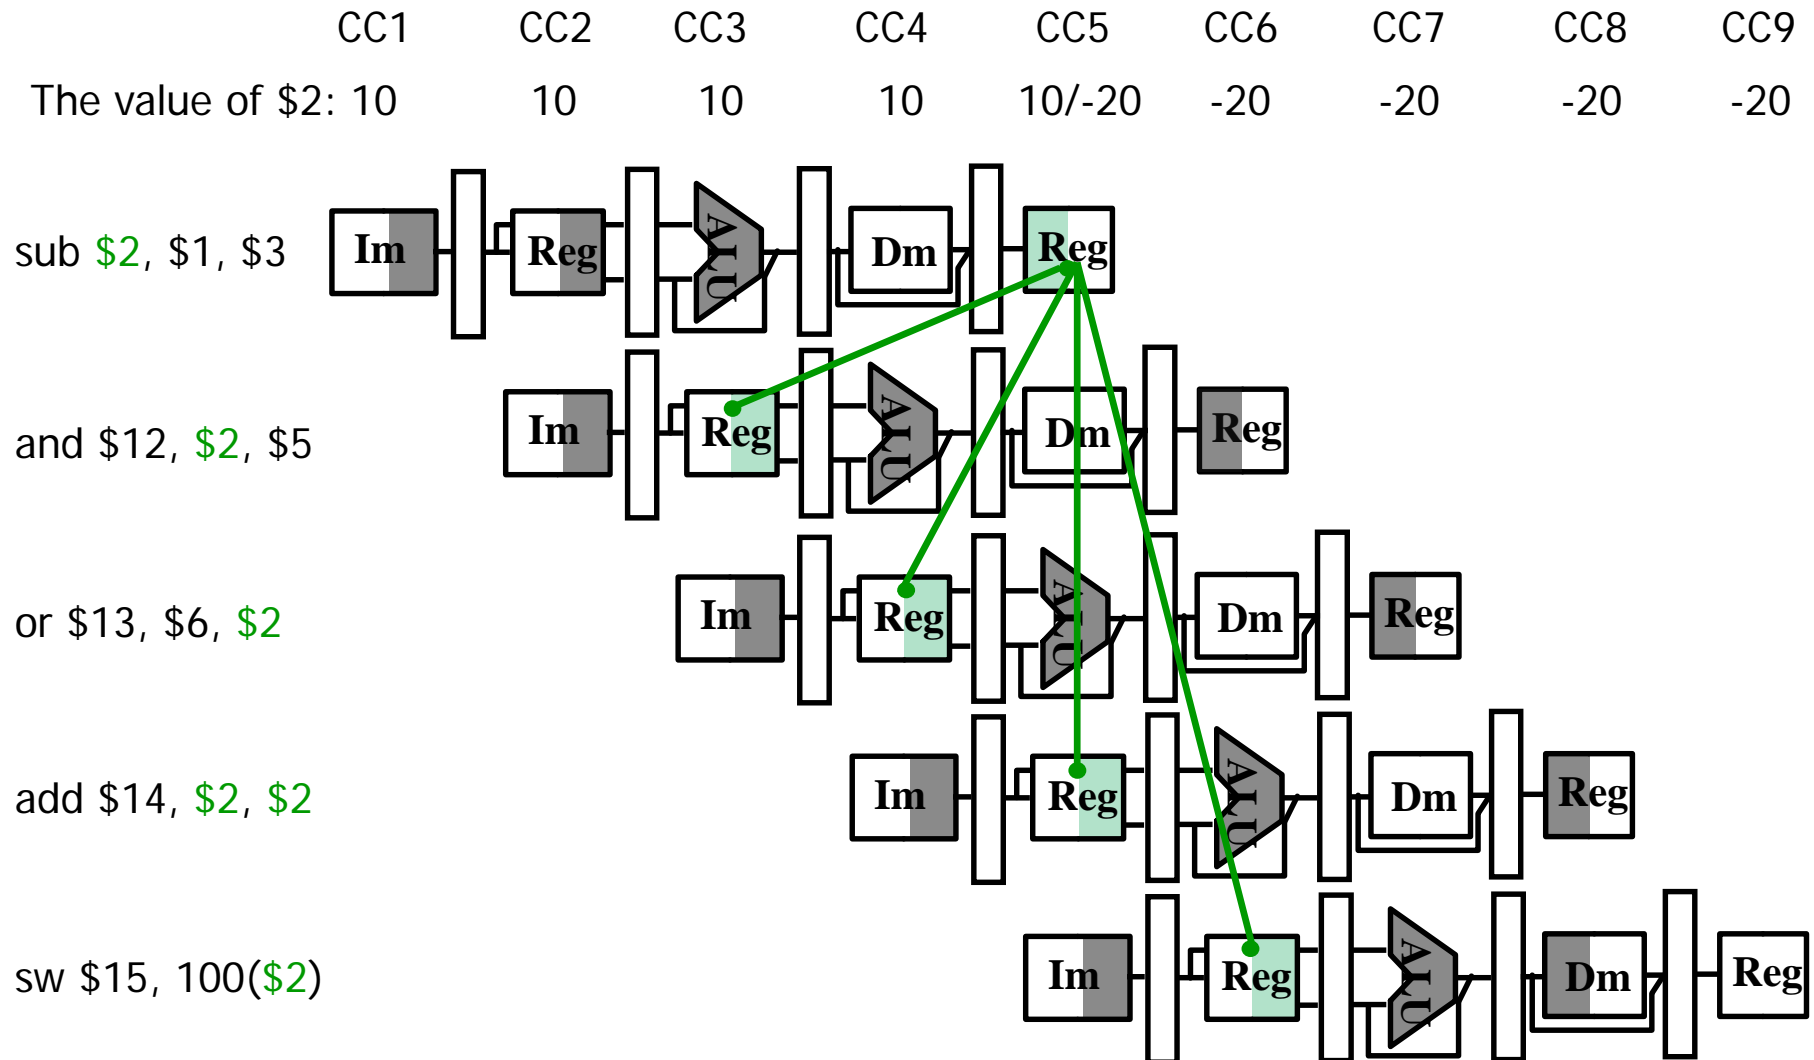 CC1 CC2 CC3 CC4 CC5 CC6 CC7 CC8 CC9
The value of $2: 10 10 10 10 10/-20 -20 -20 -20 -20
sub $2, $1, $3 Im Reg ALU Dm Reg
and $12, $2, $5 Im Reg ALU Dm Reg
or $13, $6, $2 Im Reg ALU Dm Reg
add $14, $2, $2 Im Reg ALU Dm Reg
sw $15, 100($2) Im Reg ALU Dm Reg